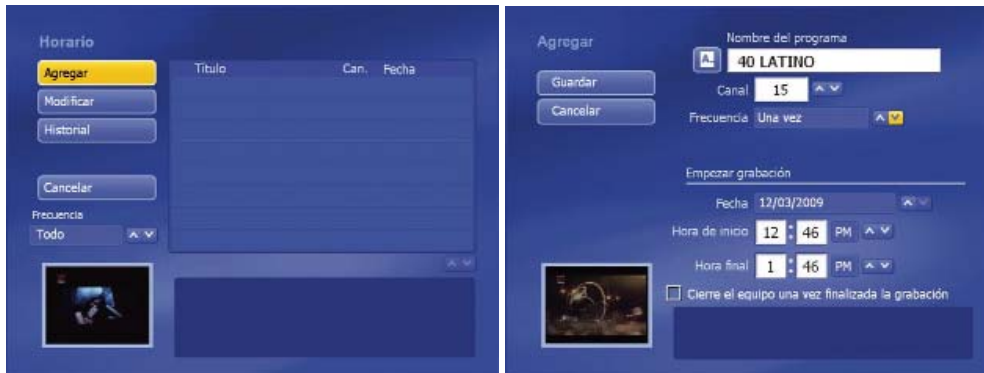 Horario
Agregar
Modificar
Historial
Cancelar
Frecuencia
Todo
Título Can. Fecha
Agregar
Guardar
Cancelar
Nombre del programa
A_ 40 LATINO
Canal 15
Frecuencia Una vez
Empezar grabación
Fecha 12/03/2009
Hora de inicio 12 : 46 PM
Hora final 1 : 46 PM
Cierre el equipo una vez finalizada la grabación